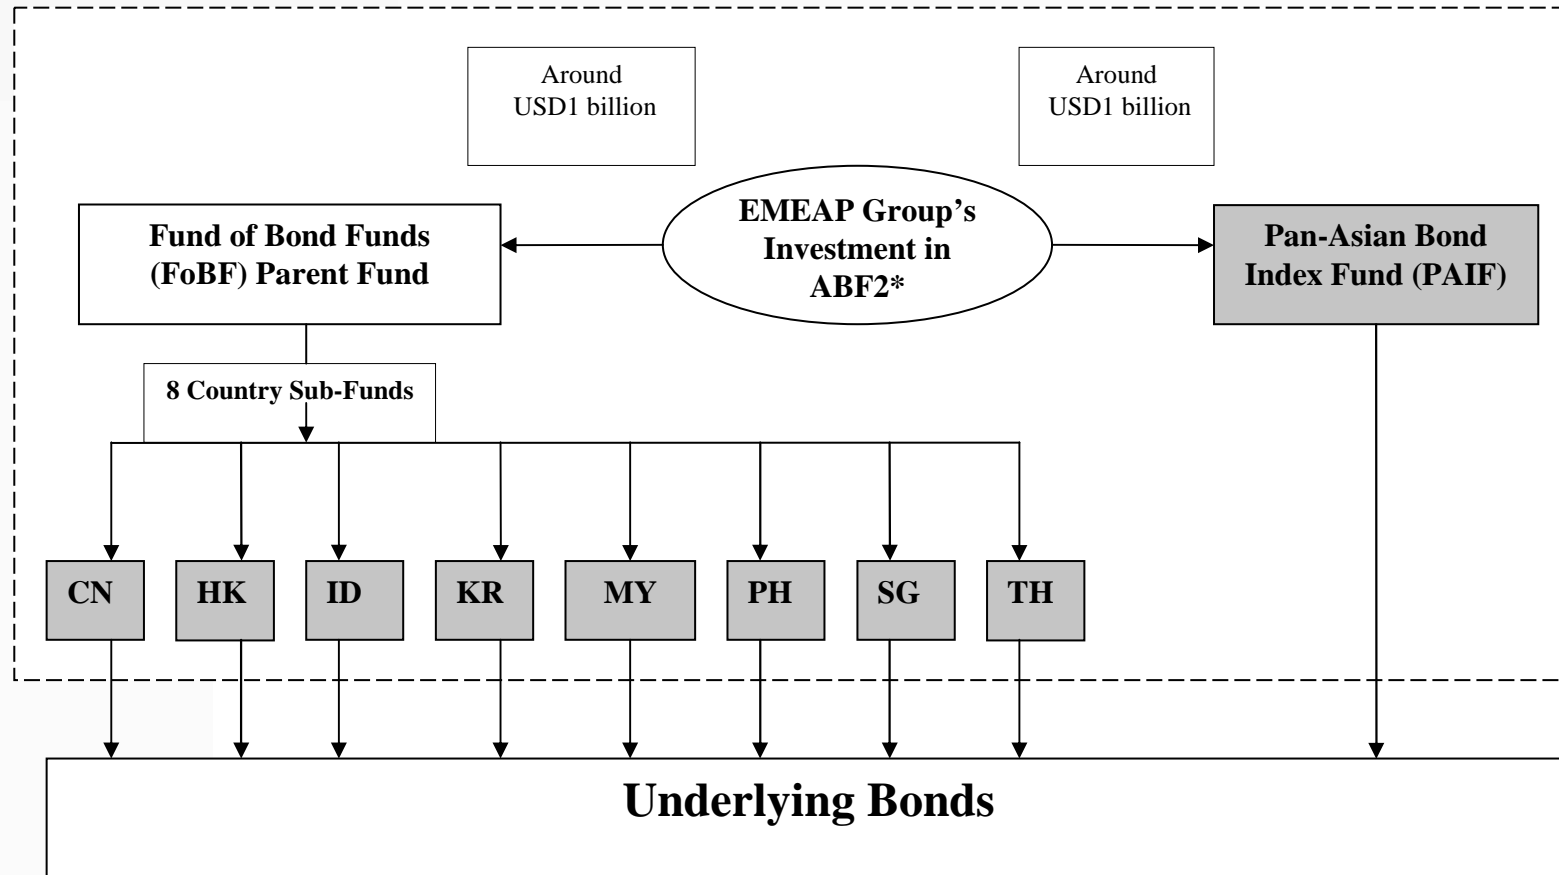 Around
USD1 billion
Around
USD1 billion
EMEAP Group's
Investment in
ABF2*
Fund of Bond Funds
(FoBF) Parent Fund
Pan-Asian Bond
Index Fund (PAIF)
8 Country Sub-Funds
CN
HK
ID
KR
MY
PH
SG
TH
Underlying Bonds